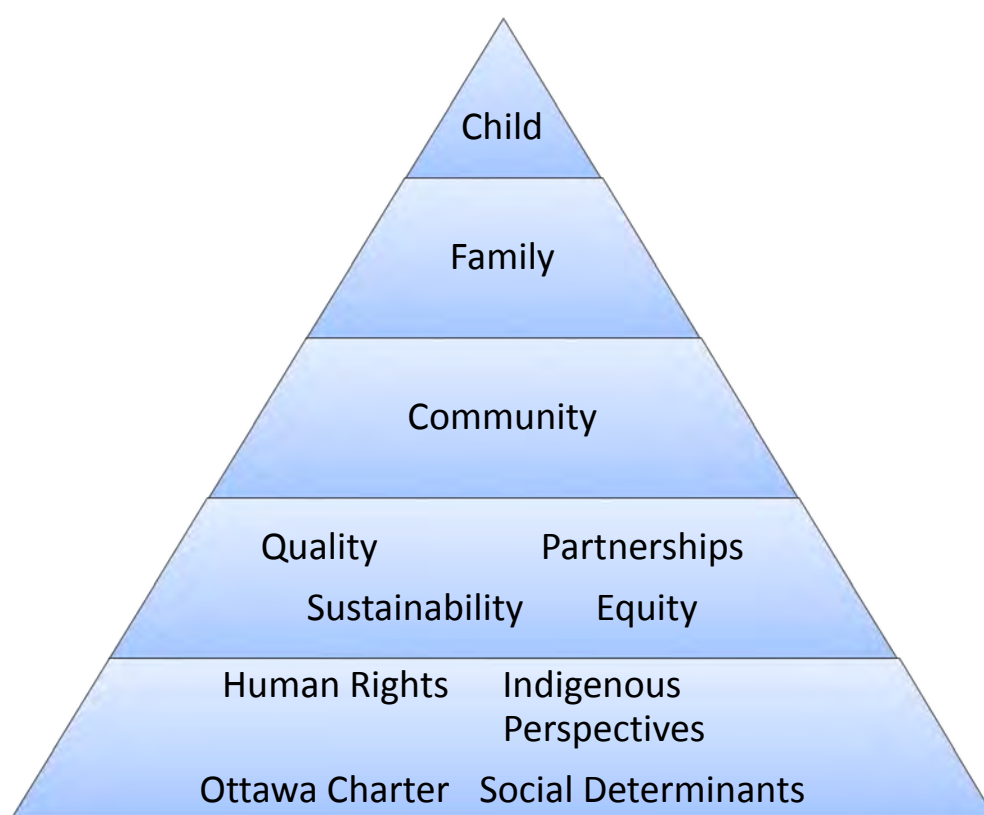 Child
Family
Community
Quality Partnerships
Sustainability Equity
Human Rights Indigenous
Perspectives
Ottawa Charter Social Determinants